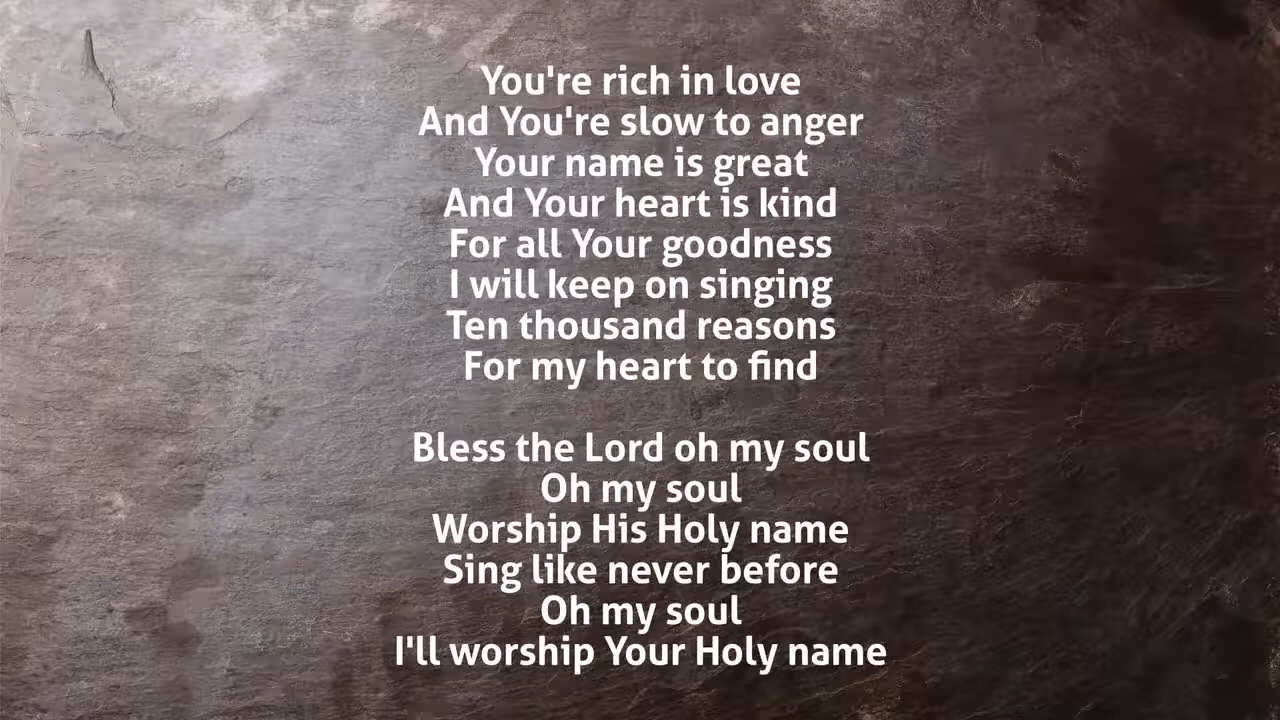 You're rich in love
And You're slow to anger
Your name is great
And Your heart is kind
For all Your goodness
I will keep on singing
Ten thousand reasons
For my heart to find
Bless the Lord oh my soul
Oh my soul
Worship His Holy name
Sing like never before
Oh my soul
I'll worship Your Holy name